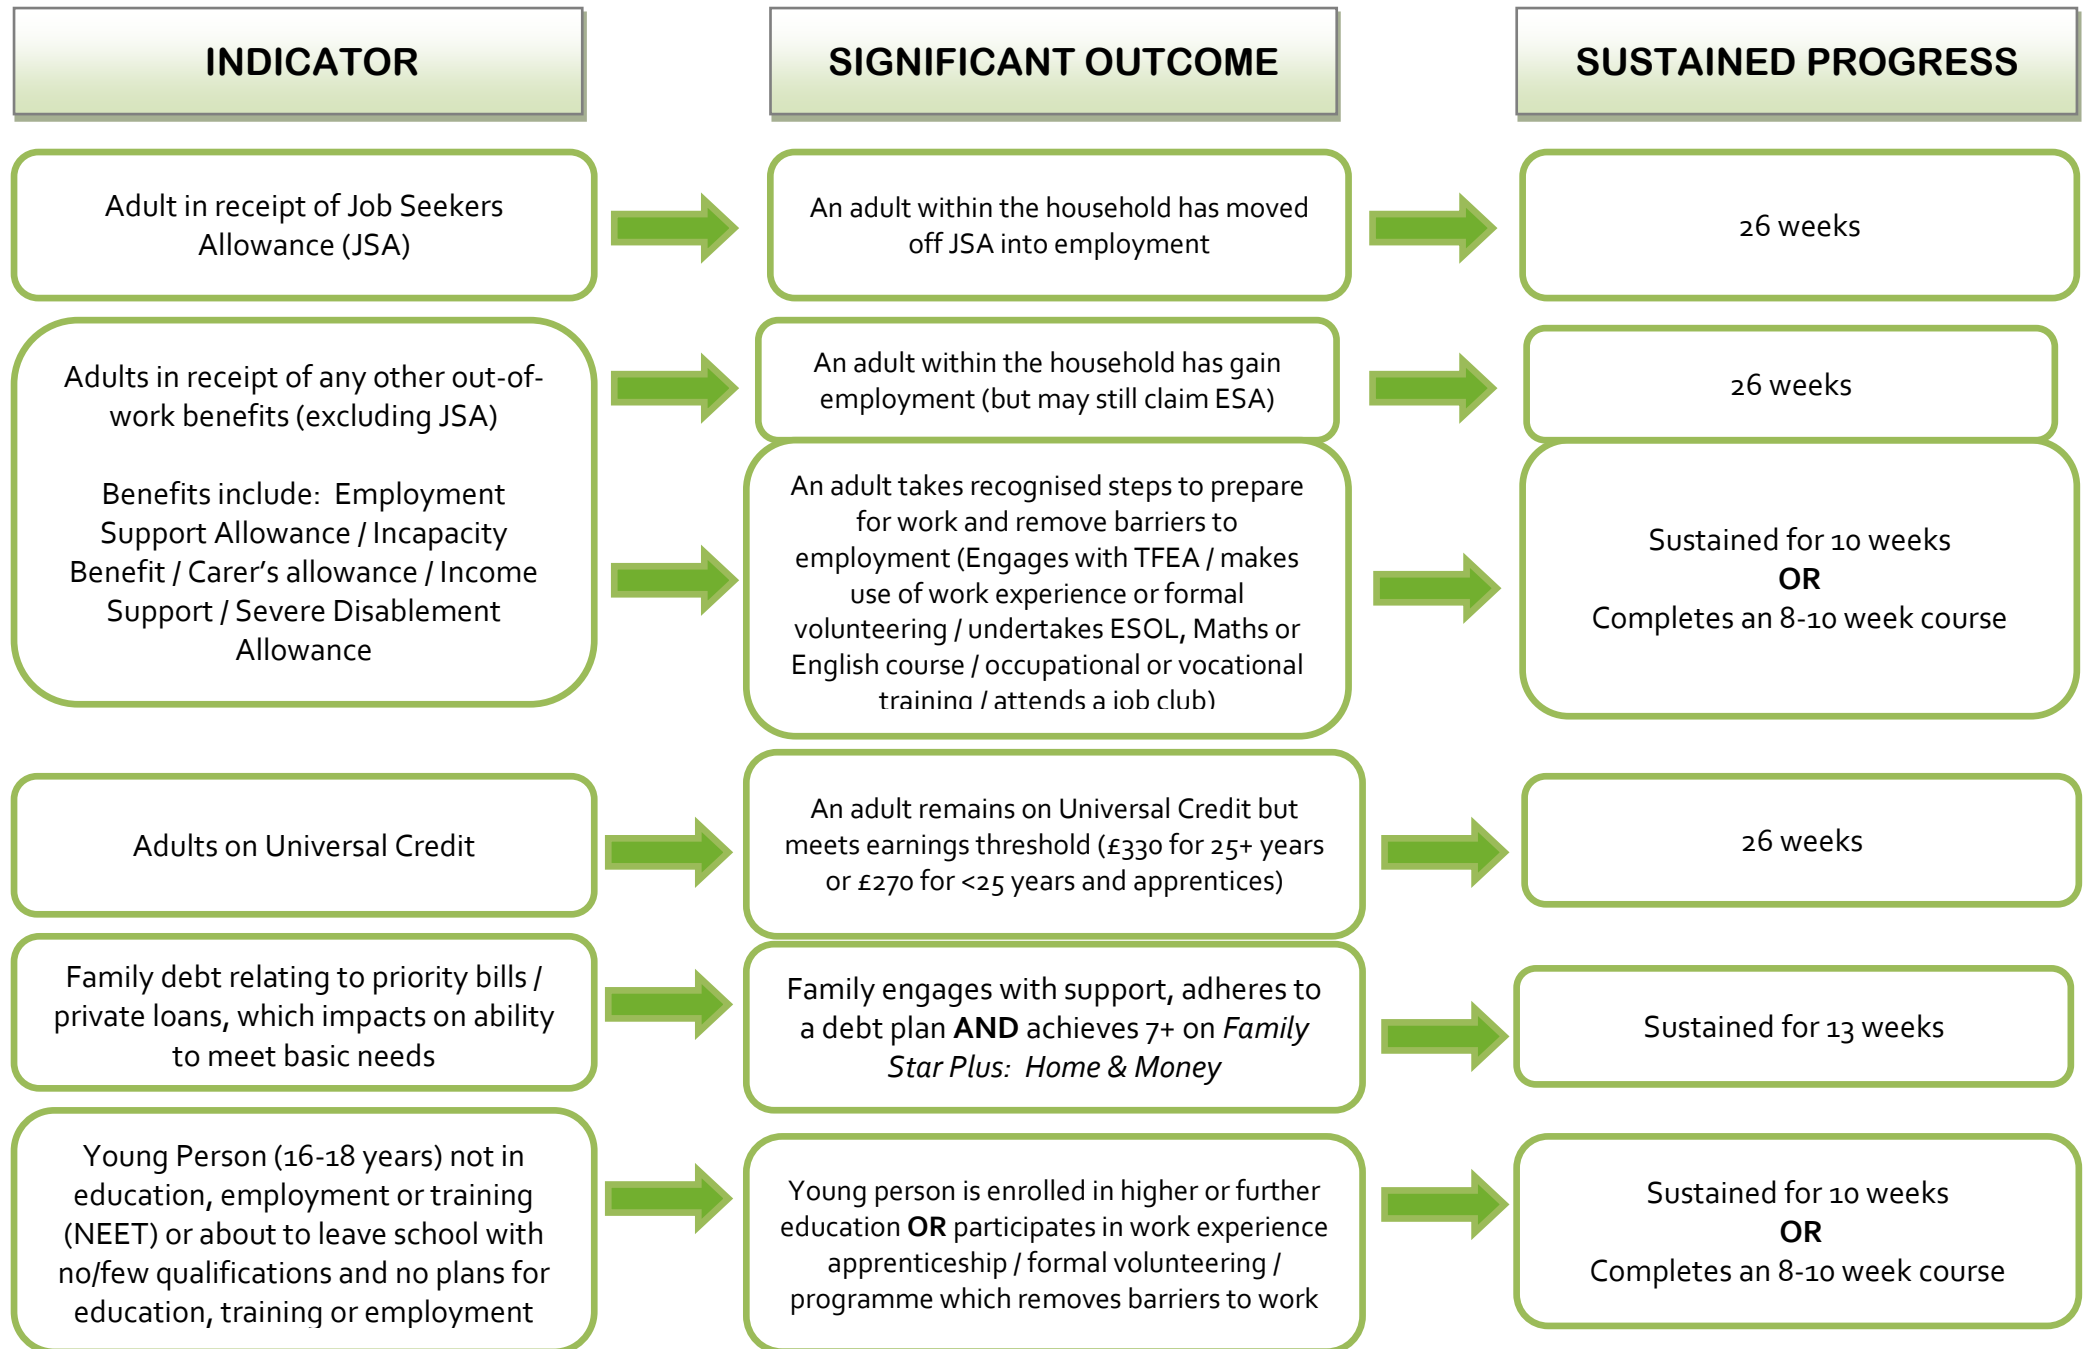 INDICATOR
SIGNIFICANT OUTCOME
SUSTAINED PROGRESS
Adult in receipt of Job Seekers
Allowance (JSA)
An adult within the household has moved
off JSA into employment
26 weeks
Adults in receipt of any other out-of-
work benefits (excluding JSA)
Benefits include:  Employment
Support Allowance / Incapacity
Benefit / Carer's allowance / Income
Support / Severe Disablement
Allowance
An adult within the household has gain
employment (but may still claim ESA)
26 weeks
An adult takes recognised steps to prepare
for work and remove barriers to
employment (Engages with TFEA / makes
use of work experience or formal
volunteering / undertakes ESOL, Maths or
English course / occupational or vocational
training / attends a job club)
Sustained for 10 weeks
OR
Completes an 8-10 week course
Adults on Universal Credit
An adult remains on Universal Credit but
meets earnings threshold (£330 for 25+ years
or £270 for <25 years and apprentices)
26 weeks
Family debt relating to priority bills /
private loans, which impacts on ability
to meet basic needs
Family engages with support, adheres to
a debt plan AND achieves 7+ on Family
Star Plus:  Home & Money
Sustained for 13 weeks
Young Person (16-18 years) not in
education, employment or training
(NEET) or about to leave school with
no/few qualifications and no plans for
education, training or employment
Young person is enrolled in higher or further
education OR participates in work experience
apprenticeship / formal volunteering /
programme which removes barriers to work
Sustained for 10 weeks
OR
Completes an 8-10 week course